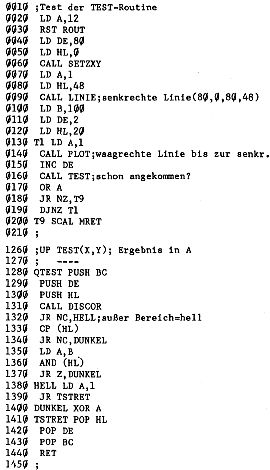 0010 ;Test der TEST-Routine
0020 LD A,12
0030 RST ROUT
0040 LD DE,80
0050 LD HL,0
0060 CALL SETZXY
0070 LD A,1
0080 LD HL,48
0090 CALL LINIE;senkrechte Linie(80,0,80,48)
0100 LD B,100
0110 LD DE,2
0120 LD HL,20
0130 T1 LD A,1
0140 CALL PLOT;waagrechte Linie bis zur senkr.
0150 INC DE
0160 CALL TEST;schon angekommen?
0170 OR A
0180 JR NZ,T9
0190 DJNZ T1
0200 T9 SCAL MRET
0210 ;
1260 ;UP TEST(X,Y); Ergebnis in A
1270 ; ----
1280 QTEST PUSH BC
1290 PUSH DE
1300 PUSH HL
1310 CALL DISCOR
1320 JR NC,HELL;außer Bereich=hell
1330 CP (HL)
1340 JR NC,DUNKEL
1350 LD A,B
1360 AND (HL)
1370 JR Z,DUNKEL
1380 HELL LD A,1
1390 JR TSTRET
1400 DUNKEL XOR A
1410 TSTRET POP HL
1420 POP DE
1430 POP BC
1440 RET
1450 ;